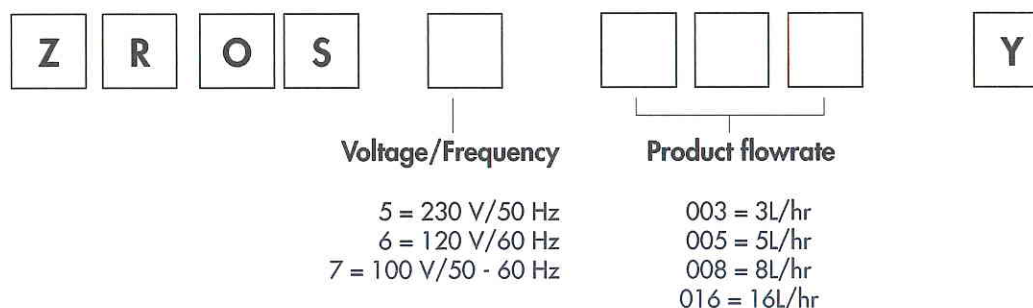 Z R O S Y
Voltage/Frequency Product flowrate
5 = 230 V/50 Hz 003 = 3L/hr
6 = 120 V/60 Hz 005 = 5L/hr
7 = 100 V/50 - 60 Hz 008 = 8L/hr
016 = 16L/hr